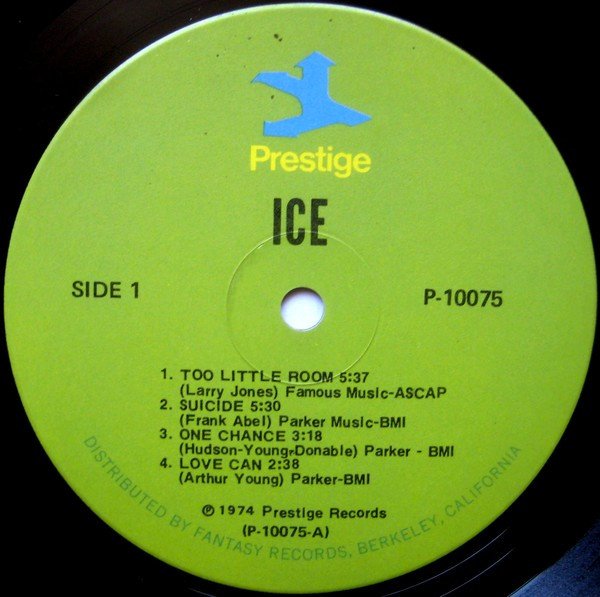 Prestige
ICE
SIDE 1
P-10075
1. TOO LITTLE ROOM 5:37
(Larry Jones) Famous Music-ASCAP
2. SUICIDE 5:30
(Frank Abel) Parker Music-BMI
3. ONE CHANCE 3:18
(Hudson-Young,Donable) Parker - BMI
4. LOVE CAN 2:38
(Arthur Young) Parker-BMI
℗ 1974 Prestige Records
(P-10075-A)
DISTRIBUTED BY FANTASY RECORDS, BERKELEY, CALIFORNIA